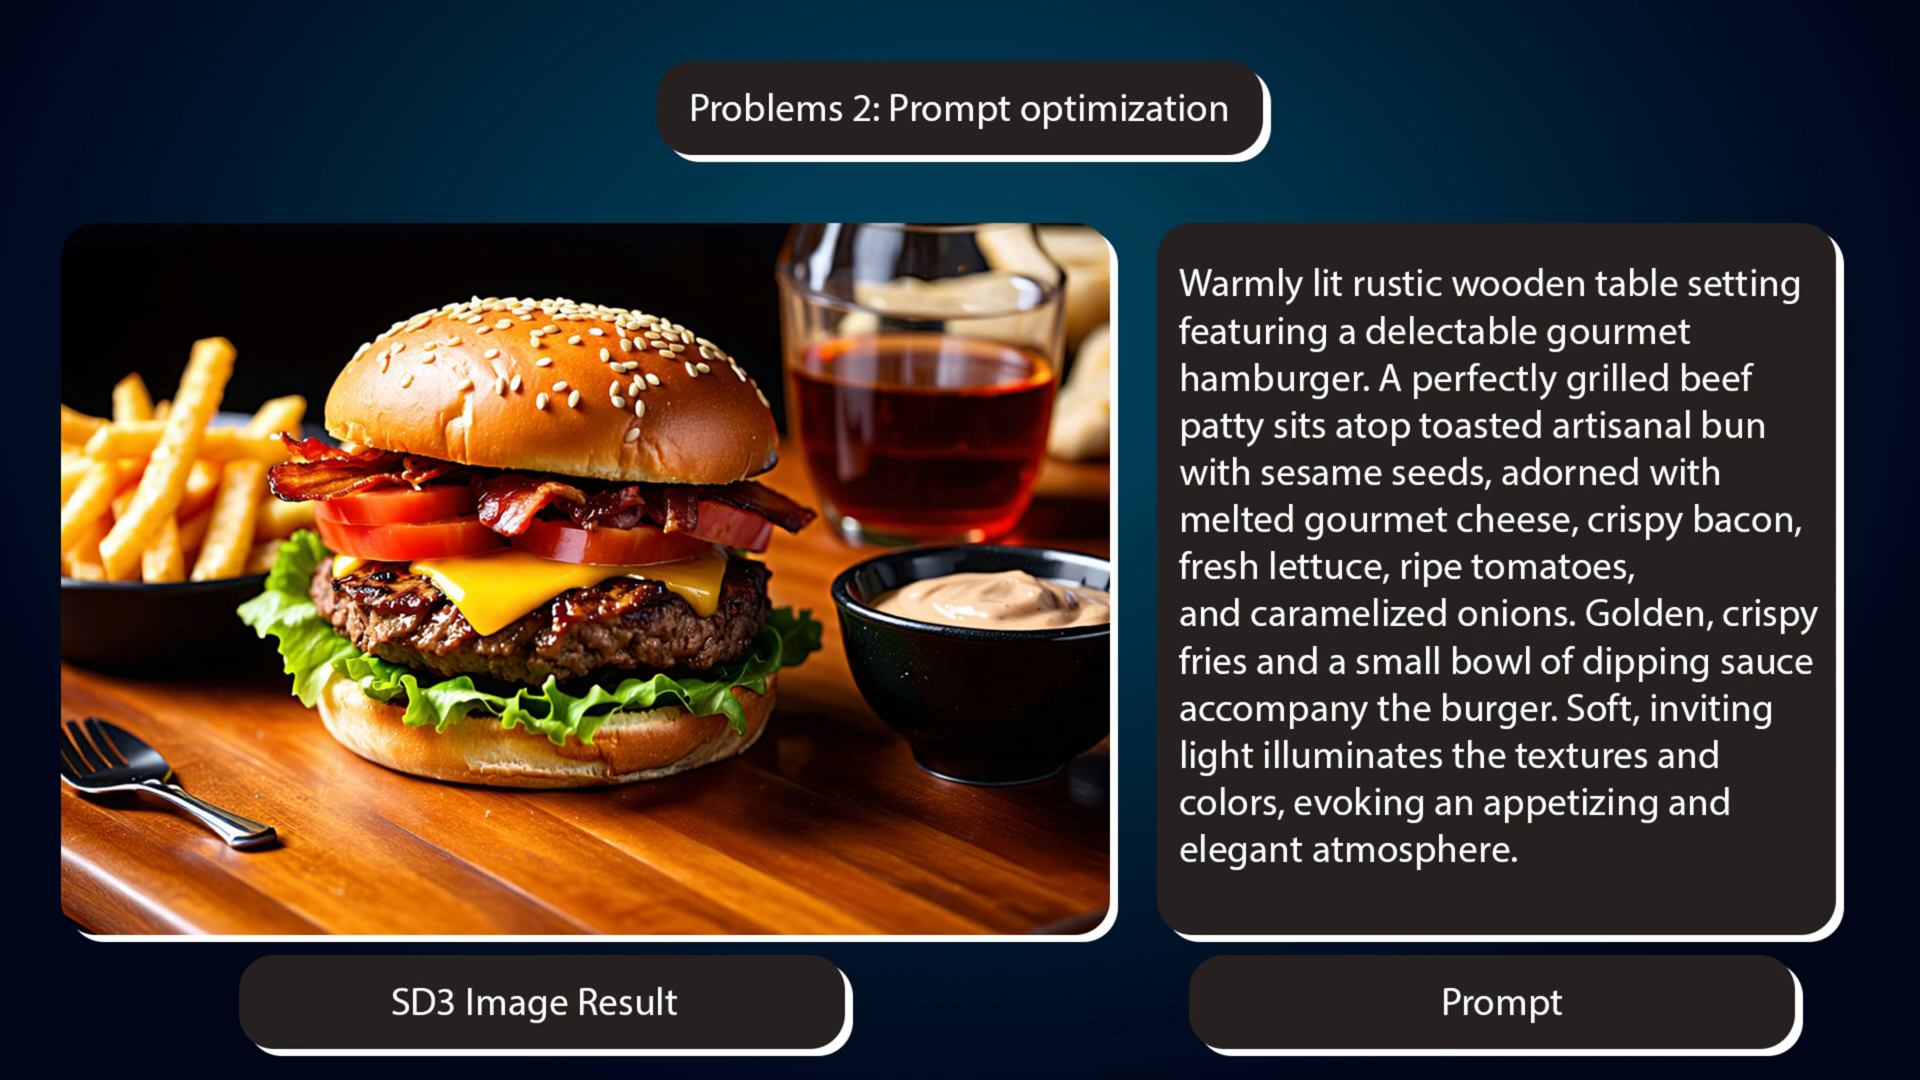 Problems 2: Prompt optimization
Warmly lit rustic wooden table setting
featuring a delectable gourmet
hamburger. A perfectly grilled beef
patty sits atop toasted artisanal bun
with sesame seeds, adorned with
melted gourmet cheese, crispy bacon,
fresh lettuce, ripe tomatoes,
and caramelized onions. Golden, crispy
fries and a small bowl of dipping sauce
accompany the burger. Soft, inviting
light illuminates the textures and
colors, evoking an appetizing and
elegant atmosphere.
SD3 Image Result
Prompt